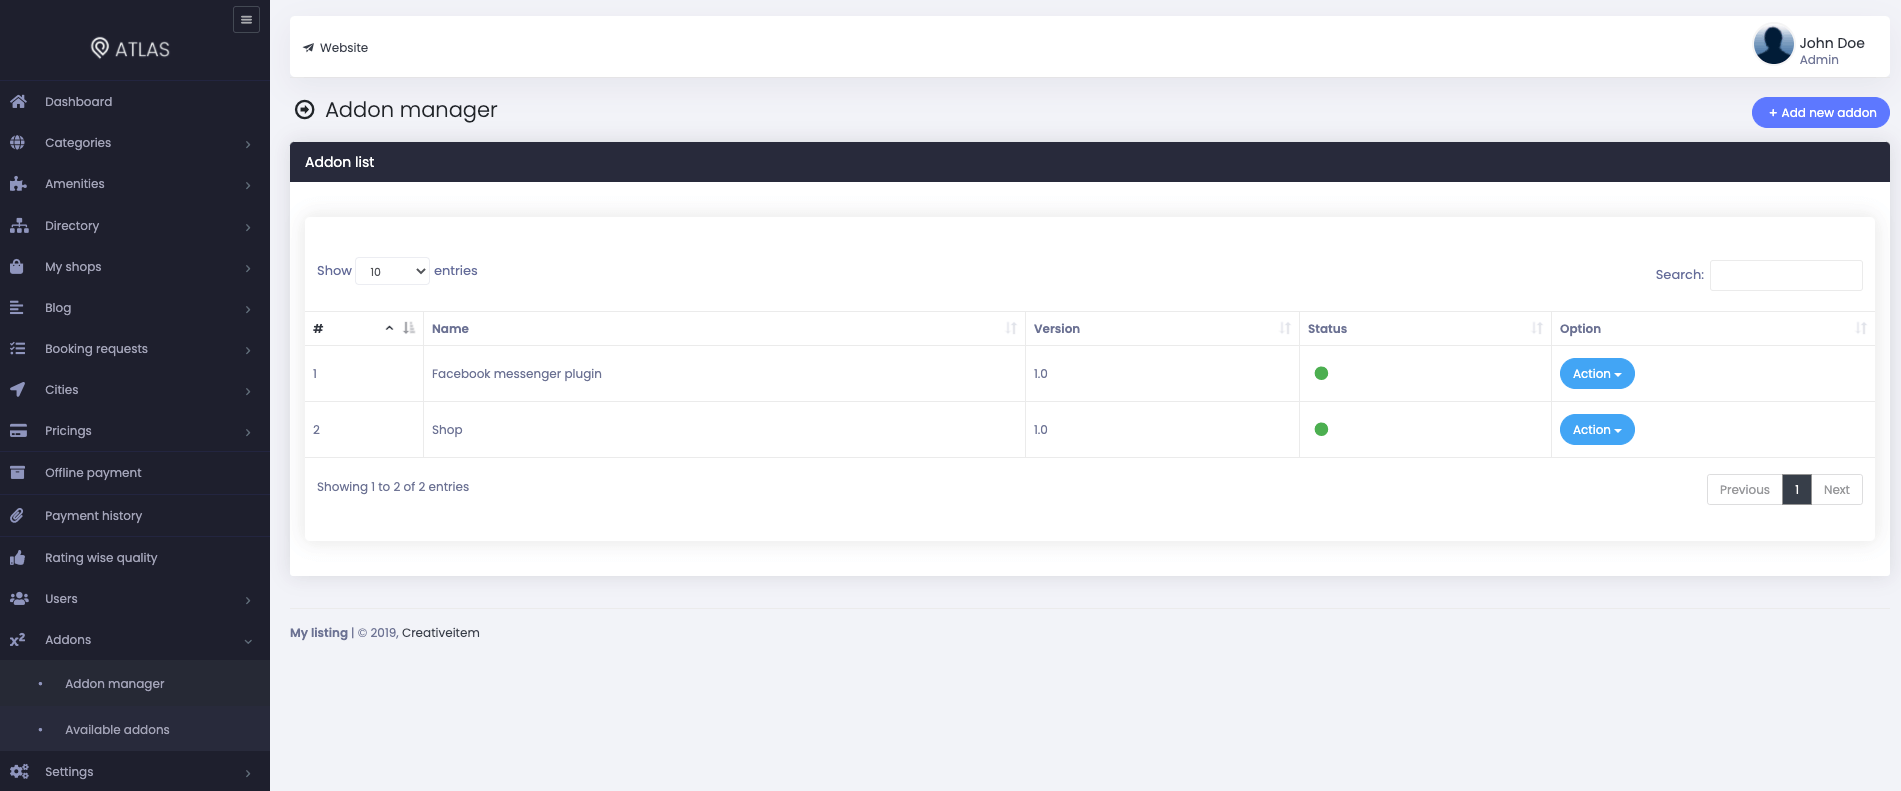 ATLAS
Dashboard
Categories
Amenities
Directory
My shops
Blog
Booking requests
Cities
Pricings
Offline payment
Payment history
Rating wise quality
Users
x² Addons
Addon manager
Available addons
Settings
Website
John Doe
Admin
Addon manager
+ Add new addon
Addon list
Show 10 entries
Search:
# Name Version Status Option
1 Facebook messenger plugin 1.0 Action
2 Shop 1.0 Action
Showing 1 to 2 of 2 entries
Previous 1 Next
My listing | © 2019, Creativeitem